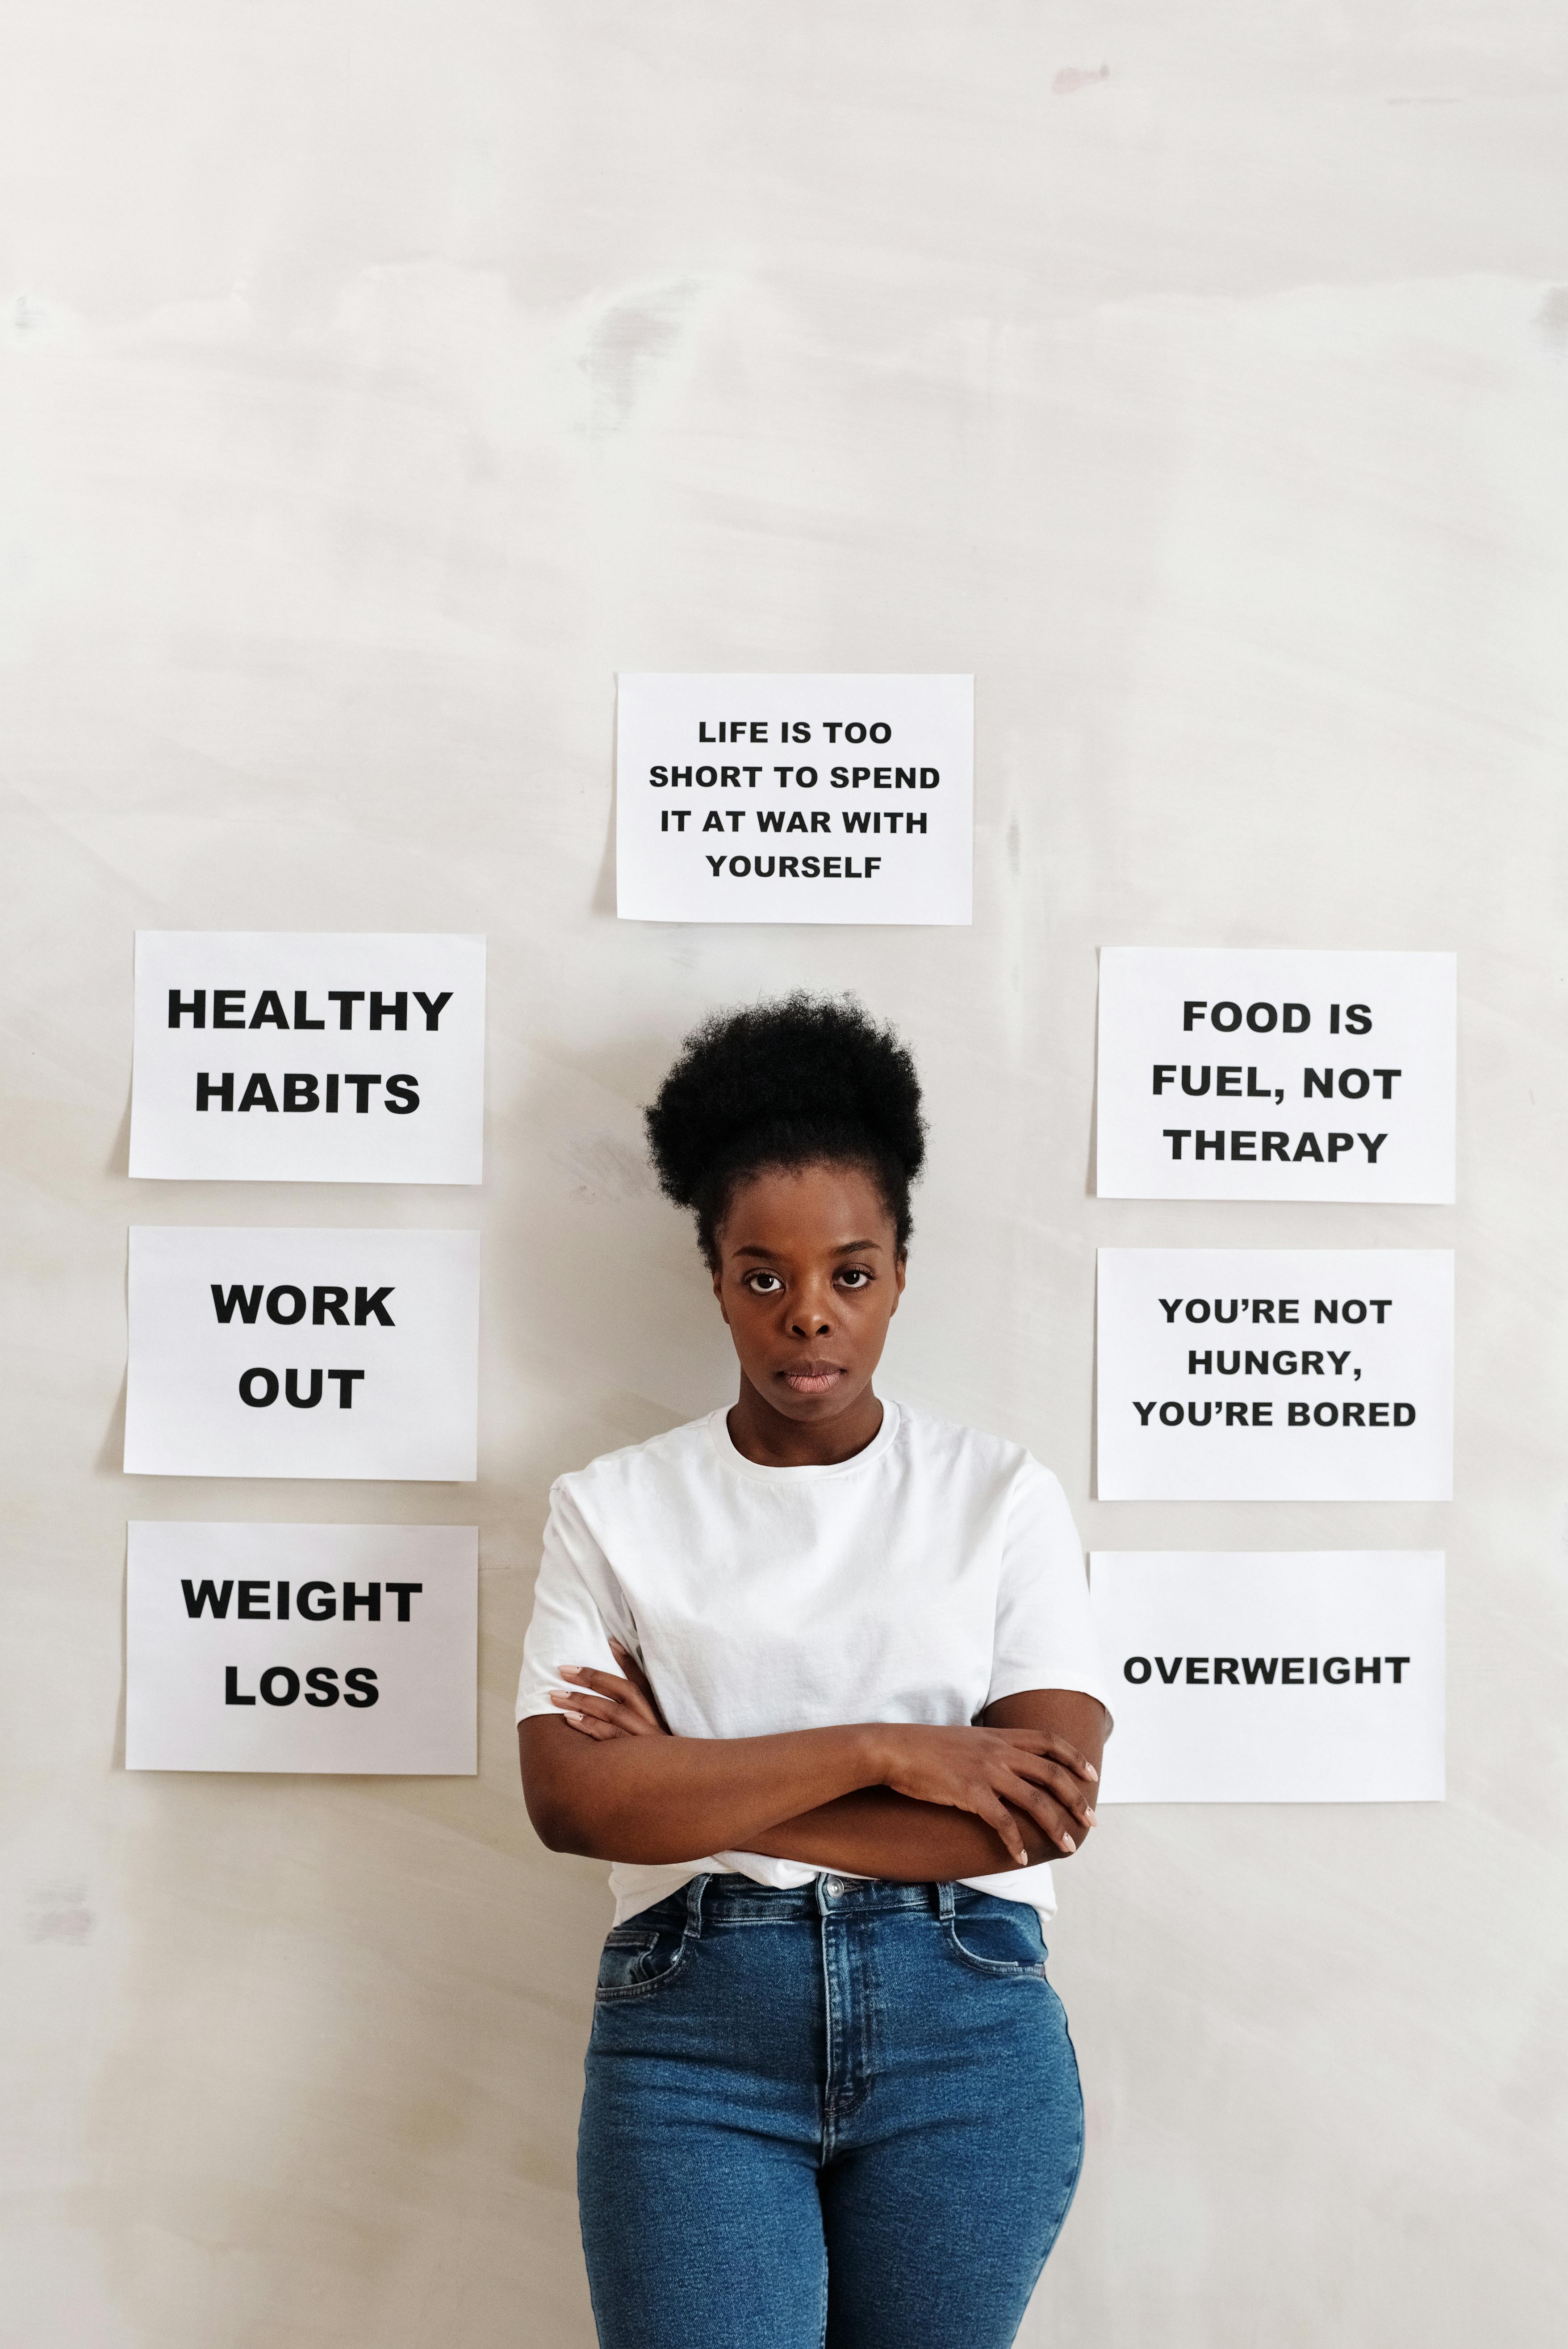 LIFE IS TOO
SHORT TO SPEND
IT AT WAR WITH
YOURSELF
HEALTHY
HABITS
WORK
OUT
WEIGHT
LOSS
FOOD IS
FUEL, NOT
THERAPY
YOU’RE NOT
HUNGRY,
YOU’RE BORED
OVERWEIGHT